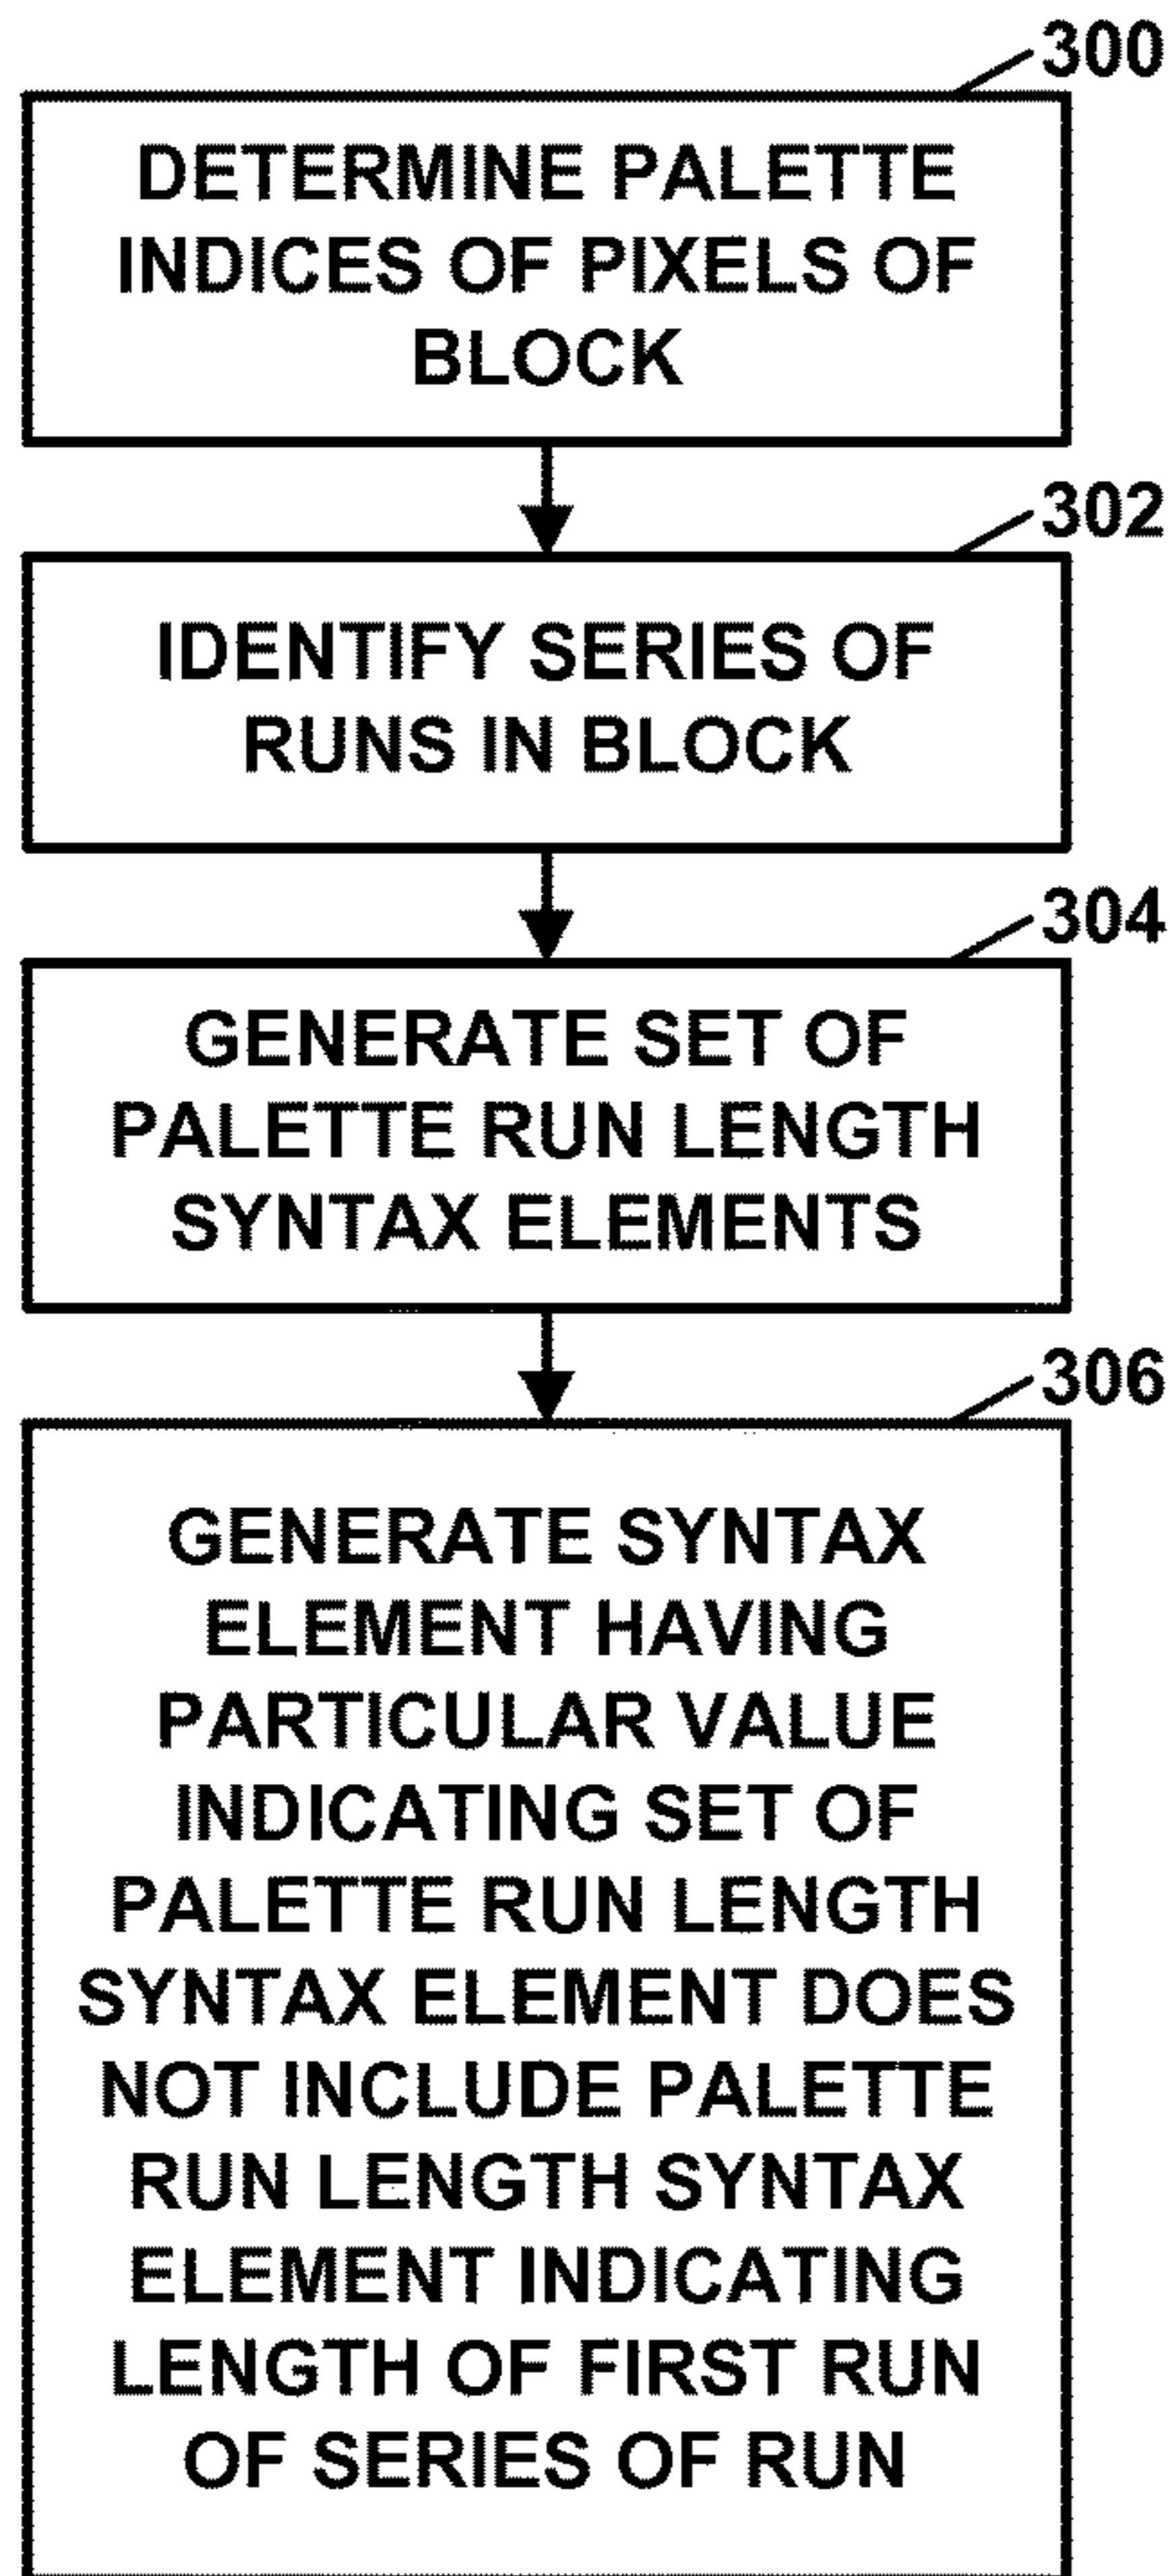 300
DETERMINE PALETTE
INDICES OF PIXELS OF
BLOCK
302
IDENTIFY SERIES OF
RUNS IN BLOCK
304
GENERATE SET OF
PALETTE RUN LENGTH
SYNTAX ELEMENTS
306
GENERATE SYNTAX
ELEMENT HAVING
PARTICULAR VALUE
INDICATING SET OF
PALETTE RUN LENGTH
SYNTAX ELEMENT DOES
NOT INCLUDE PALETTE
RUN LENGTH SYNTAX
ELEMENT INDICATING
LENGTH OF FIRST RUN
OF SERIES OF RUN